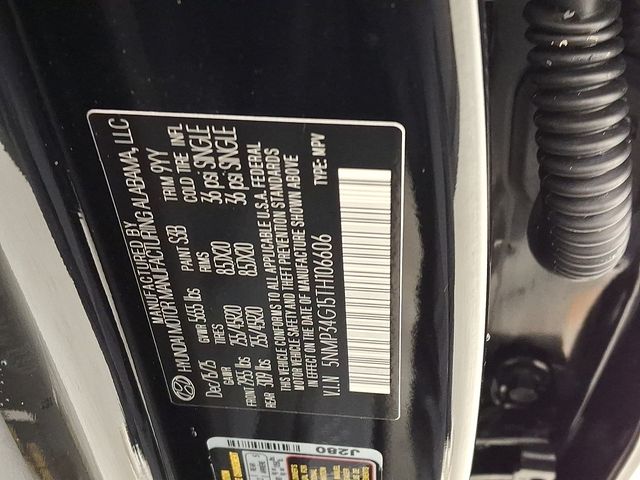 MANUFACTURED BY
HYUNDAI MOTOR MANUFACTURING ALABAMA, LLC
Dec/02/25 GVWR 5655 lbs PAINT S3B TRIM 9YY
GAWR TIRES RIMS COLD TIRE INFL
FRONT 2955 lbs 255/45R20 8.5JX20 36 psi SINGLE
REAR 3109 lbs 255/45R20 8.5JX20 36 psi SINGLE
THIS VEHICLE CONFORMS TO ALL APPLICABLE U.S.A. FEDERAL
MOTOR VEHICLE SAFETY AND THEFT PREVENTION STANDARDS
IN EFFECT ON THE DATE OF MANUFACTURE SHOWN ABOVE
V.I.N 5NMP34G15TH106606 TYPE: MPV
J280